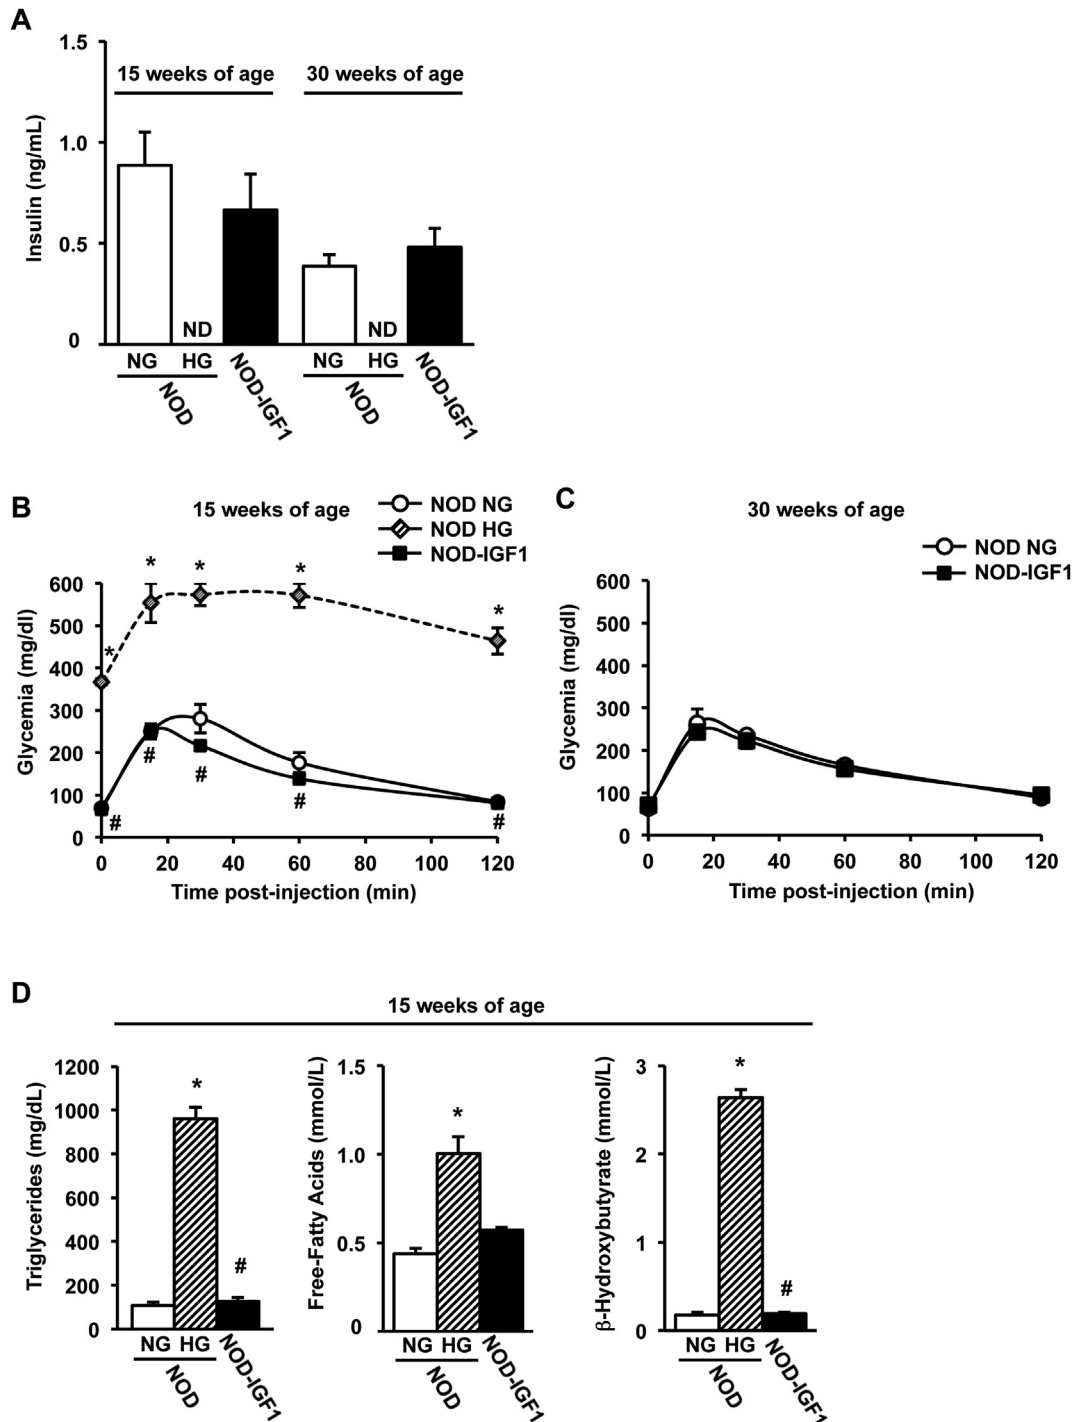 A
1.5
15 weeks of age 30 weeks of age
1.0
Insulin (ng/mL)
0.5
0
ND ND
NG HG NG HG
NOD NOD-IGF1 NOD NOD-IGF1
B
15 weeks of age
NOD NG
NOD HG
NOD-IGF1
* * * * *
600
500
400
300
200
100
0
Glycemia (mg/dl)
# # # # #
0 20 40 60 80 100 120
Time post-injection (min)
C
30 weeks of age
NOD NG
NOD-IGF1
600
500
400
300
200
100
0
Glycemia (mg/dl)
0 20 40 60 80 100 120
Time post-injection (min)
D
15 weeks of age
1200
1000
800
600
400
200
0
Triglycerides (mg/dL)
*
#
NG HG
NOD NOD-IGF1
1.5
1.0
0.5
0
Free-Fatty Acids (mmol/L)
*
NG HG
NOD NOD-IGF1
3
2
1
0
β-Hydroxybutyrate (mmol/L)
*
#
NG HG
NOD NOD-IGF1